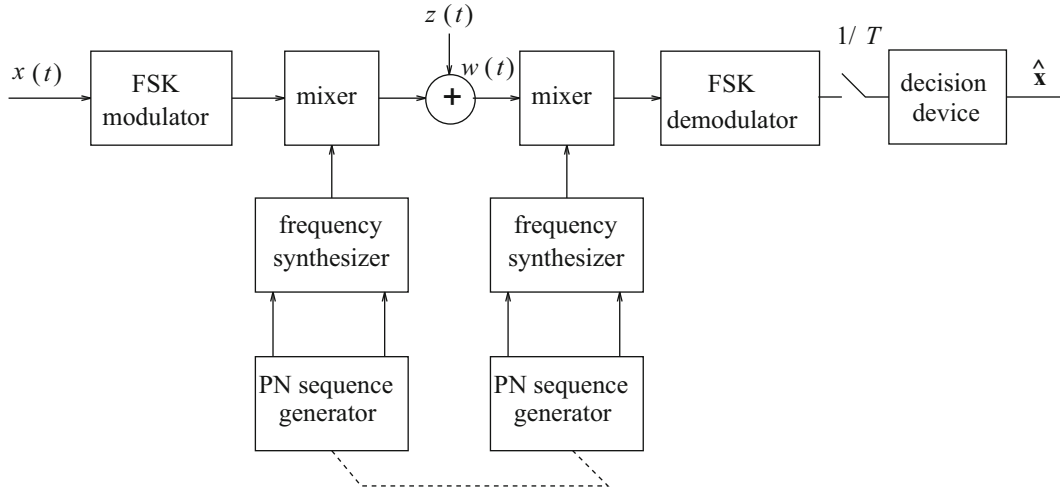 z (t)
1/ T
x (t)
FSK
modulator
mixer
+
w (t)
mixer
FSK
demodulator
decision
device
x̂
frequency
synthesizer
frequency
synthesizer
PN sequence
generator
PN sequence
generator